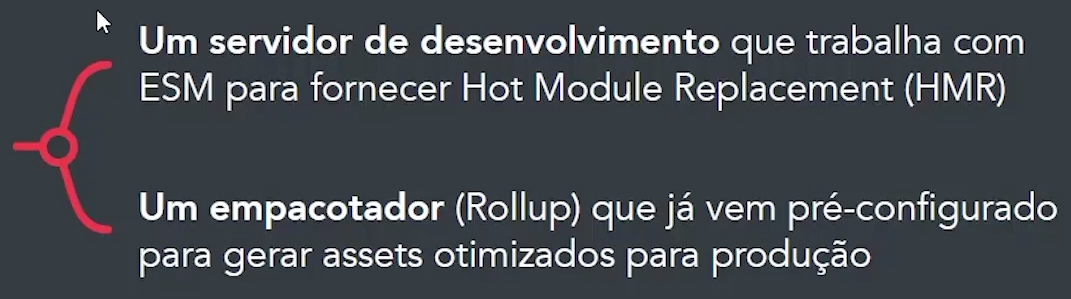 Um servidor de desenvolvimento que trabalha com
ESM para fornecer Hot Module Replacement (HMR)
Um empacotador (Rollup) que já vem pré-configurado
para gerar assets otimizados para produção